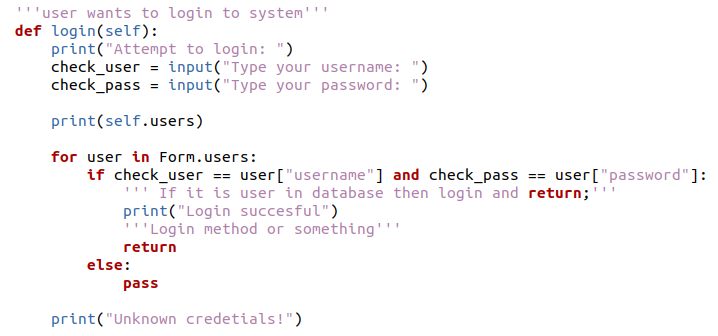 '''user wants to login to system'''
def login(self):
    print("Attempt to login: ")
    check_user = input("Type your username: ")
    check_pass = input("Type your password: ")

    print(self.users)

    for user in Form.users:
        if check_user == user["username"] and check_pass == user["password"]:
            ''' If it is user in database then login and return;'''
            print("Login succesful")
            '''Login method or something'''
            return
        else:
            pass

    print("Unknown credetials!")